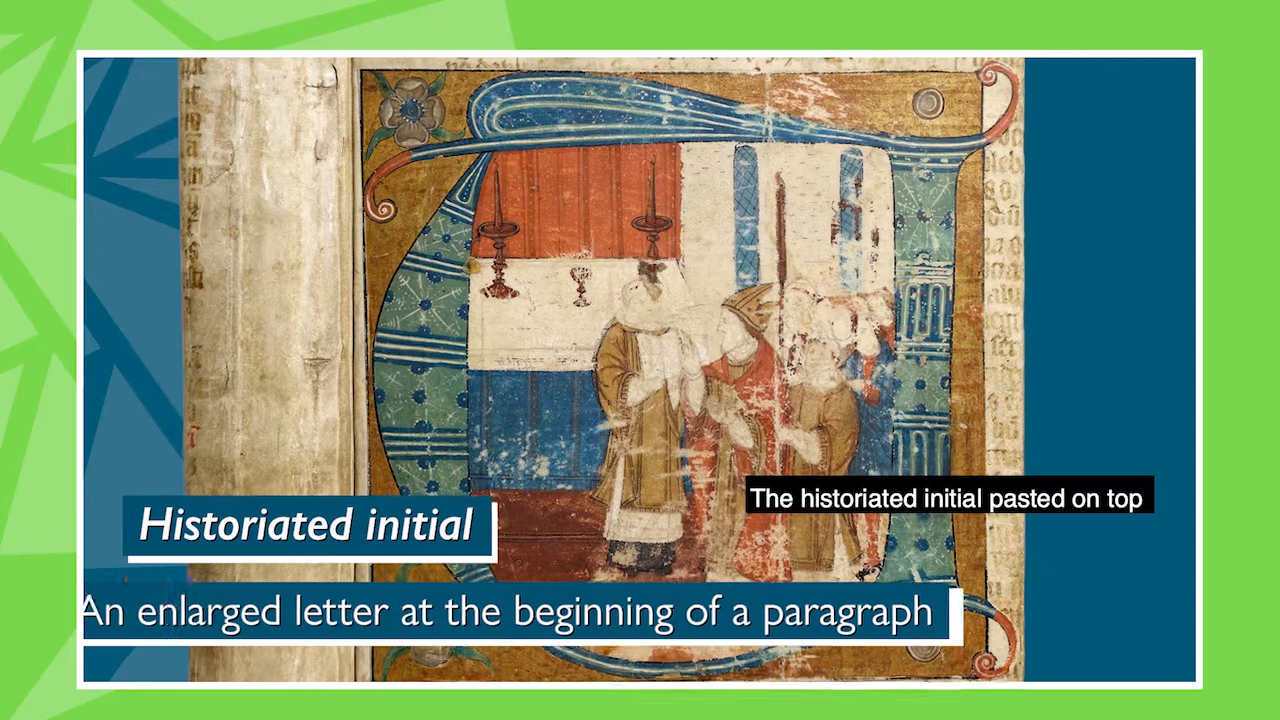 The historiated initial pasted on top
Historiated initial
An enlarged letter at the beginning of a paragraph